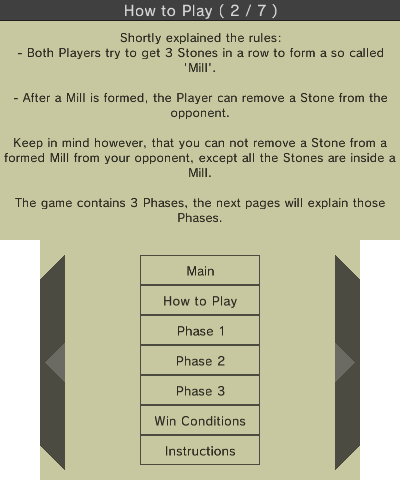 How to Play ( 2 / 7 )
Shortly explained the rules:
- Both Players try to get 3 Stones in a row to form a so called
'Mill'.
- After a Mill is formed, the Player can remove a Stone from the
opponent.
Keep in mind however, that you can not remove a Stone from a
formed Mill from your opponent, except all the Stones are inside a
Mill.
The game contains 3 Phases, the next pages will explain those
Phases.
Main
How to Play
Phase 1
Phase 2
Phase 3
Win Conditions
Instructions